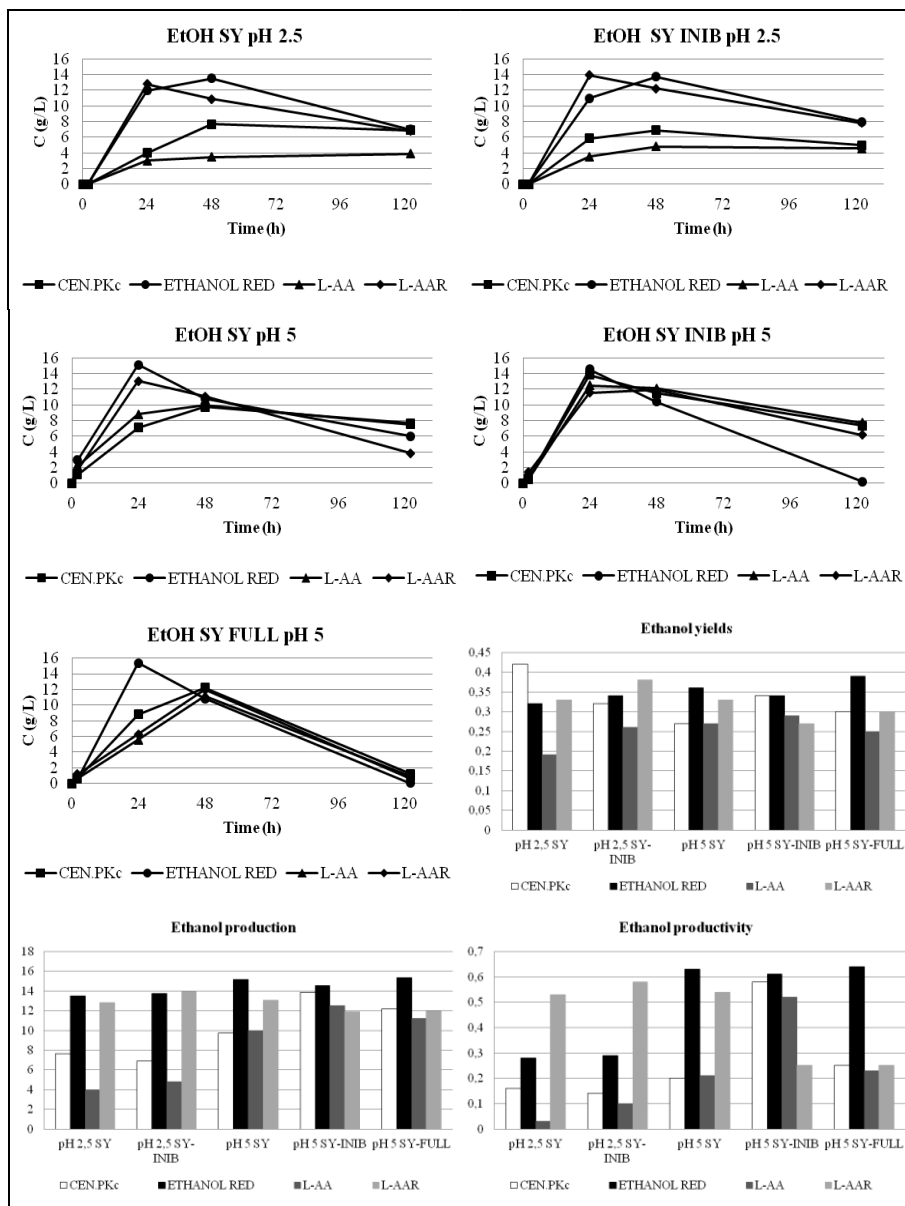 EtOH SY pH 2.5
C (g/L)
16
14
12
10
8
6
4
2
0
0 24 48 72 96 120
Time (h)
CEN.PKc ETHANOL RED L-AA L-AAR
EtOH SY INIB pH 2.5
C (g/L)
16
14
12
10
8
6
4
2
0
0 24 48 72 96 120
Time (h)
CEN.PKc ETHANOL RED L-AA L-AAR
EtOH SY pH 5
C (g/L)
16
14
12
10
8
6
4
2
0
0 24 48 72 96 120
Time (h)
CEN.PKc ETHANOL RED L-AA L-AAR
EtOH SY INIB pH 5
C (g/L)
16
14
12
10
8
6
4
2
0
0 24 48 72 96 120
Time (h)
CEN.PKc ETHANOL RED L-AA L-AAR
EtOH SY FULL pH 5
C (g/L)
16
14
12
10
8
6
4
2
0
0 24 48 72 96 120
Time (h)
CEN.PKc ETHANOL RED L-AA L-AAR
Ethanol yields
0,45
0,4
0,35
0,3
0,25
0,2
0,15
0,1
0,05
0
pH 2,5 SY pH 2,5 SY- pH 5 SY pH 5 SY-INIB pH 5 SY-FULL
INIB
CEN.PKc ETHANOL RED L-AA L-AAR
Ethanol production
18
16
14
12
10
8
6
4
2
0
pH 2,5 SY pH 2,5 SY- pH 5 SY pH 5 SY-INIB pH 5 SY-FULL
INIB
CEN.PKc ETHANOL RED L-AA L-AAR
Ethanol productivity
0,7
0,6
0,5
0,4
0,3
0,2
0,1
0
pH 2,5 SY pH 2,5 SY- pH 5 SY pH 5 SY-INIB pH 5 SY-FULL
INIB
CEN.PKc ETHANOL RED L-AA L-AAR